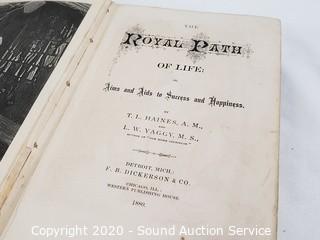 THE
ROYAL PATH
OF LIFE:
OR
Aims and Aids to Success and Happiness.
BY
T. L. HAINES, A. M.,
AND
L. W. YAGGY, M. S.,
DETROIT, MICH.:
F. B. DICKERSON & CO.
CHICAGO, ILL.:
WESTERN PUBLISHING HOUSE.
1880.
Copyright 2020 - Sound Auction Service